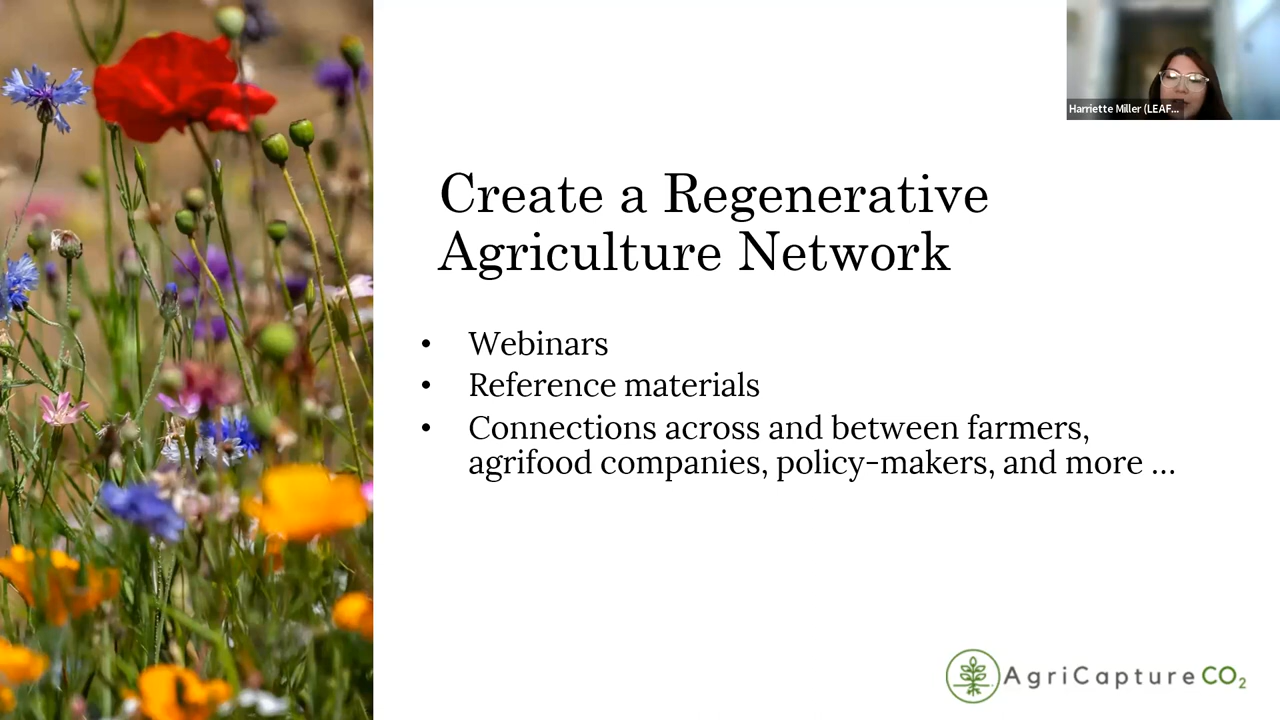 Harriette Miller (LEAF...
Create a Regenerative
Agriculture Network
• Webinars
• Reference materials
• Connections across and between farmers,
agrifood companies, policy-makers, and more ...
AgriCaptureCO₂